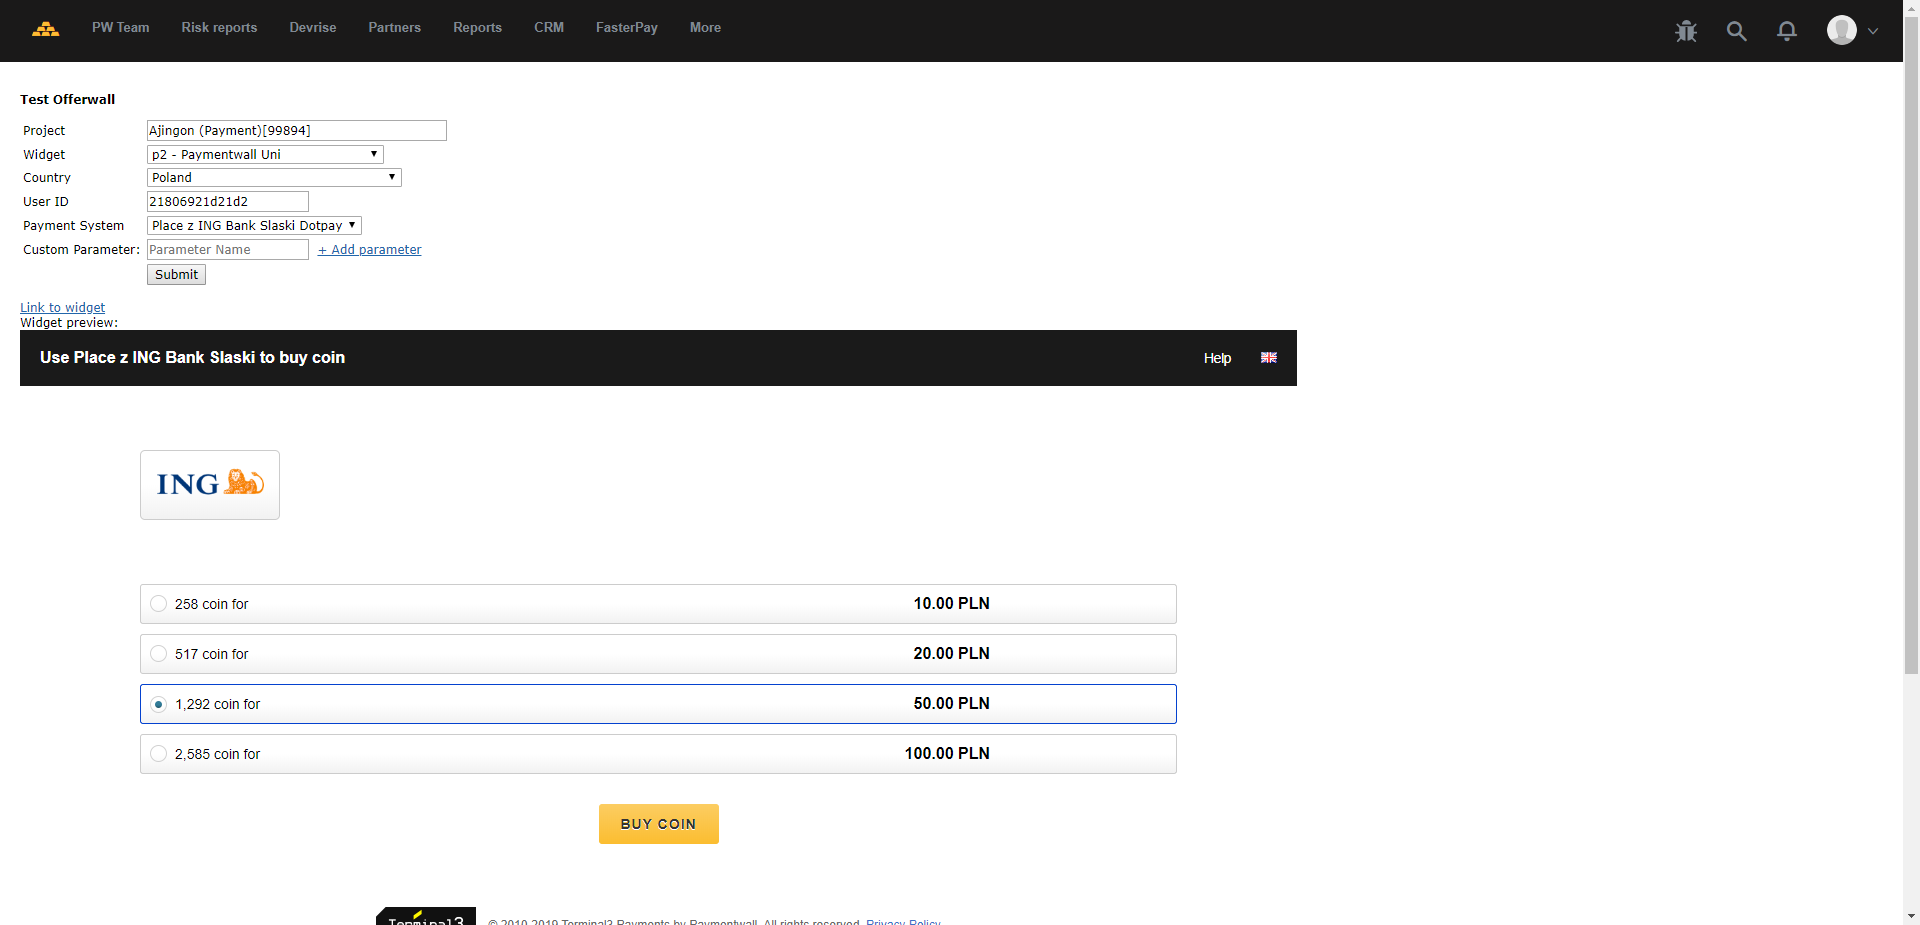 PW Team Risk reports Devrise Partners Reports CRM FasterPay More
Test Offerwall
Project Ajingon (Payment)[99894]
Widget p2 - Paymentwall Uni
Country Poland
User ID 21806921d21d2
Payment System Place z ING Bank Slaski Dotpay
Custom Parameter: Parameter Name + Add parameter
Submit
Link to widget
Widget preview:
Use Place z ING Bank Slaski to buy coin Help
ING
258 coin for 10.00 PLN
517 coin for 20.00 PLN
1,292 coin for 50.00 PLN
2,585 coin for 100.00 PLN
BUY COIN
Terminal3 © 2010-2019 Terminal3 Payments by Paymentwall. All rights reserved. Privacy Policy